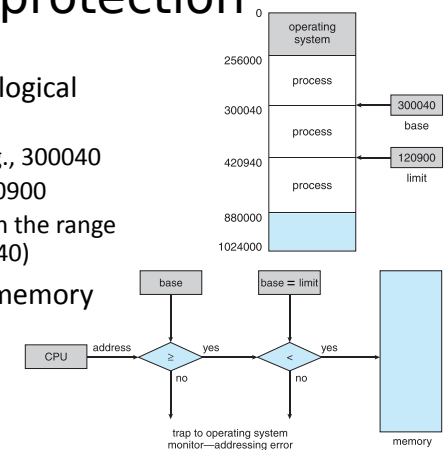 protection
logical
., 300040
0900
n the range
40)
memory
0
operating
system
256000
process
300040
300040
base
process
420940
120900
limit
process
880000
1024000
base
base = limit
CPU
address
≥
yes
<
yes
no
no
trap to operating system
monitor—addressing error
memory